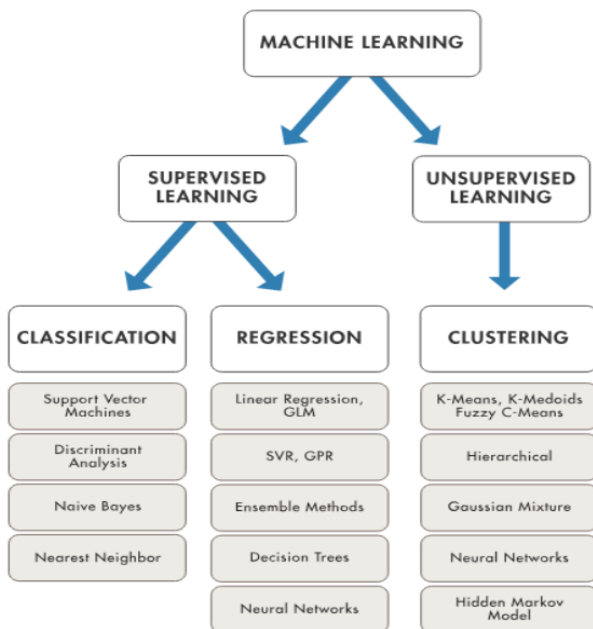 MACHINE LEARNING
SUPERVISED
LEARNING
UNSUPERVISED
LEARNING
CLASSIFICATION
Support Vector
Machines
Discriminant
Analysis
Naive Bayes
Nearest Neighbor
REGRESSION
Linear Regression,
GLM
SVR, GPR
Ensemble Methods
Decision Trees
Neural Networks
CLUSTERING
K-Means, K-Medoids
Fuzzy C-Means
Hierarchical
Gaussian Mixture
Neural Networks
Hidden Markov
Model